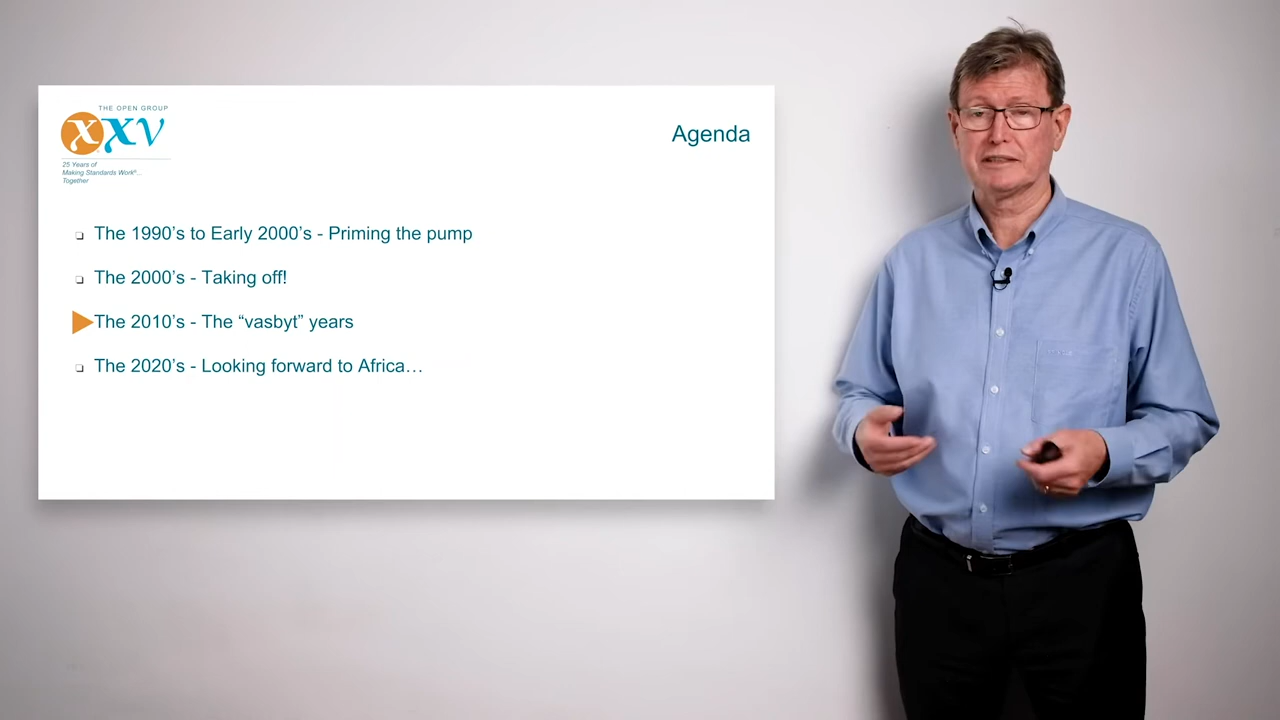 THE OPEN GROUP
XXV
25 Years of
Making Standards Work®...
Together
Agenda
The 1990’s to Early 2000’s - Priming the pump
The 2000’s - Taking off!
The 2010’s - The “vasbyt” years
The 2020’s - Looking forward to Africa…